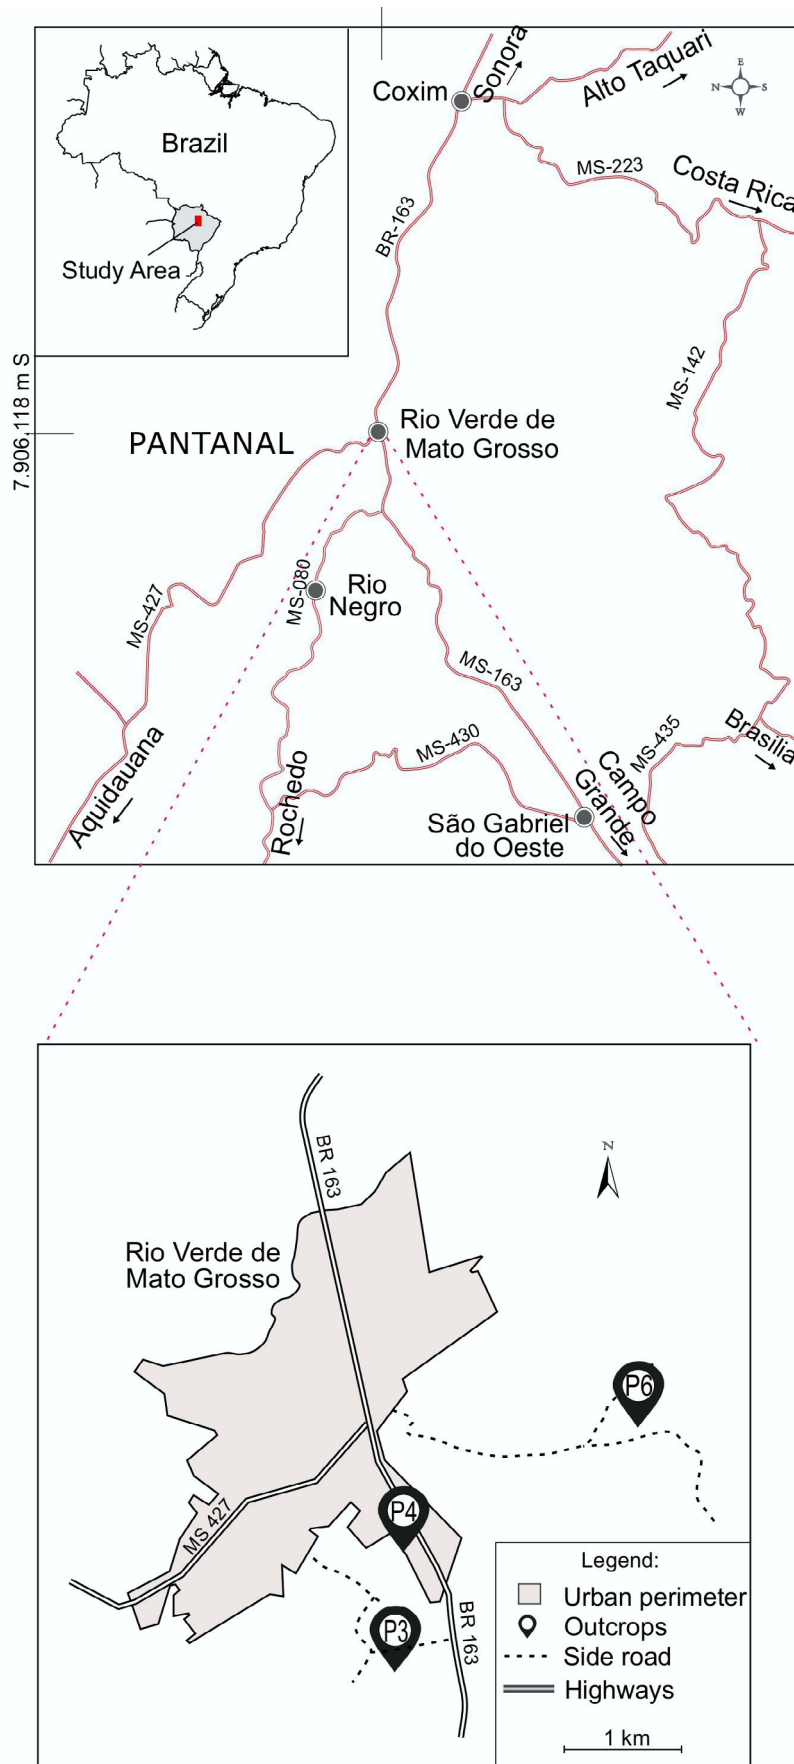 Brazil
Study Area
Coxim
Sonora
Alto Taquari
E
N
S
W
MS-223
Costa Rica
BR-163
MS-142
7.906.118 m S
PANTANAL
Rio Verde de
Mato Grosso
MS-080
Rio
Negro
MS-427
MS-163
MS-430
MS-435
Brasilia
Aquidauana
Rochedo
Campo
Grande
São Gabriel
do Oeste
BR 163
N
Rio Verde de
Mato Grosso
P6
P4
MS 427
P3
BR 163
Legend:
Urban perimeter
Outcrops
Side road
Highways
1 km